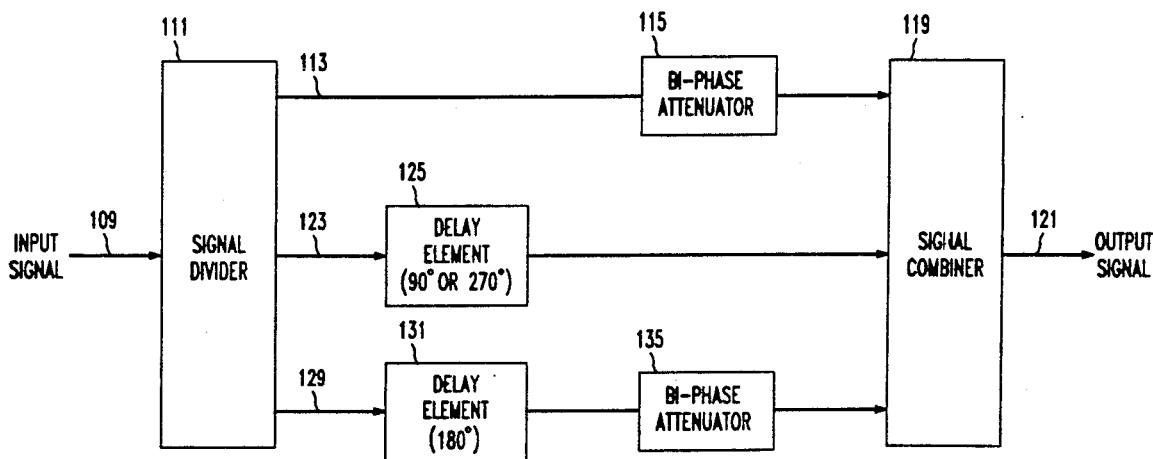 111
113
115
BI-PHASE
ATTENUATOR
119
INPUT
SIGNAL
109
SIGNAL
DIVIDER
123
125
DELAY
ELEMENT
(90° OR 270°)
SIGNAL
COMBINER
121
OUTPUT
SIGNAL
129
131
DELAY
ELEMENT
(180°)
135
BI-PHASE
ATTENUATOR